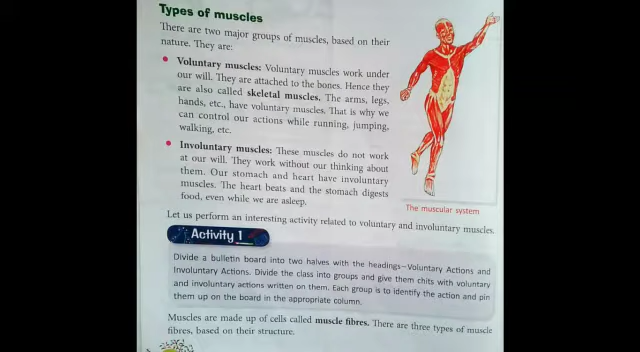 Types of muscles
There are two major groups of muscles, based on their
nature. They are:
• Voluntary muscles: Voluntary muscles work under
our will. They are attached to the bones. Hence they
are also called skeletal muscles. The arms, legs,
hands, etc., have voluntary muscles. That is why we
can control our actions while running, jumping,
walking, etc.
• Involuntary muscles: These muscles do not work
at our will. They work without our thinking about
them. Our stomach and heart have involuntary
muscles. The heart beats and the stomach digests
food, even while we are asleep.
The muscular system
Let us perform an interesting activity related to voluntary and involuntary muscles.
Activity 1
Divide a bulletin board into two halves with the headings–Voluntary Actions and
Involuntary Actions. Divide the class into groups and give them chits with voluntary
and involuntary actions written on them. Each group is to identify the action and pin
them up on the board in the appropriate column.
Muscles are made up of cells called muscle fibres. There are three types of muscle
fibres, based on their structure.